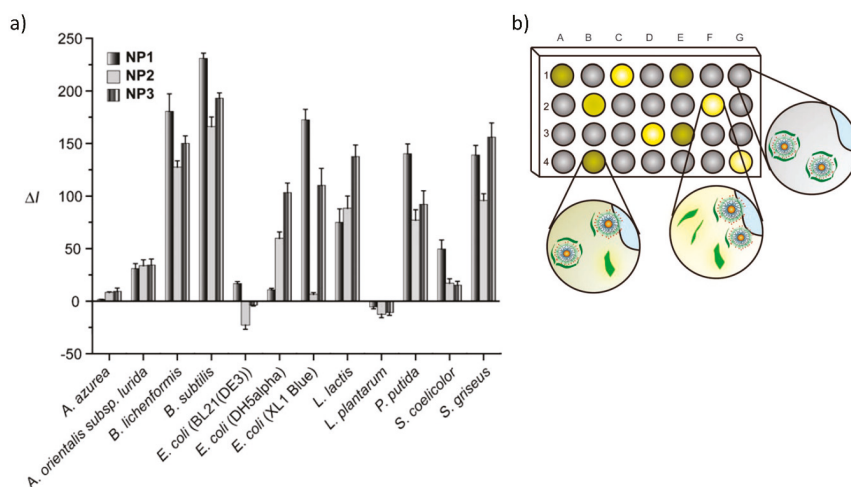 a)
250
200
150
100
50
0
-50
ΔI
NP1
NP2
NP3
A. azurea
A. orientalis subsp. lurida
B. lichenformis
B. subtilis
E. coli (BL21(DE3))
E. coli (DH5alpha)
E. coli (XL1 Blue)
L. lactis
L. plantarum
P. putida
S. coelicolor
S. griseus
b)
A B C D E F G
1
2
3
4